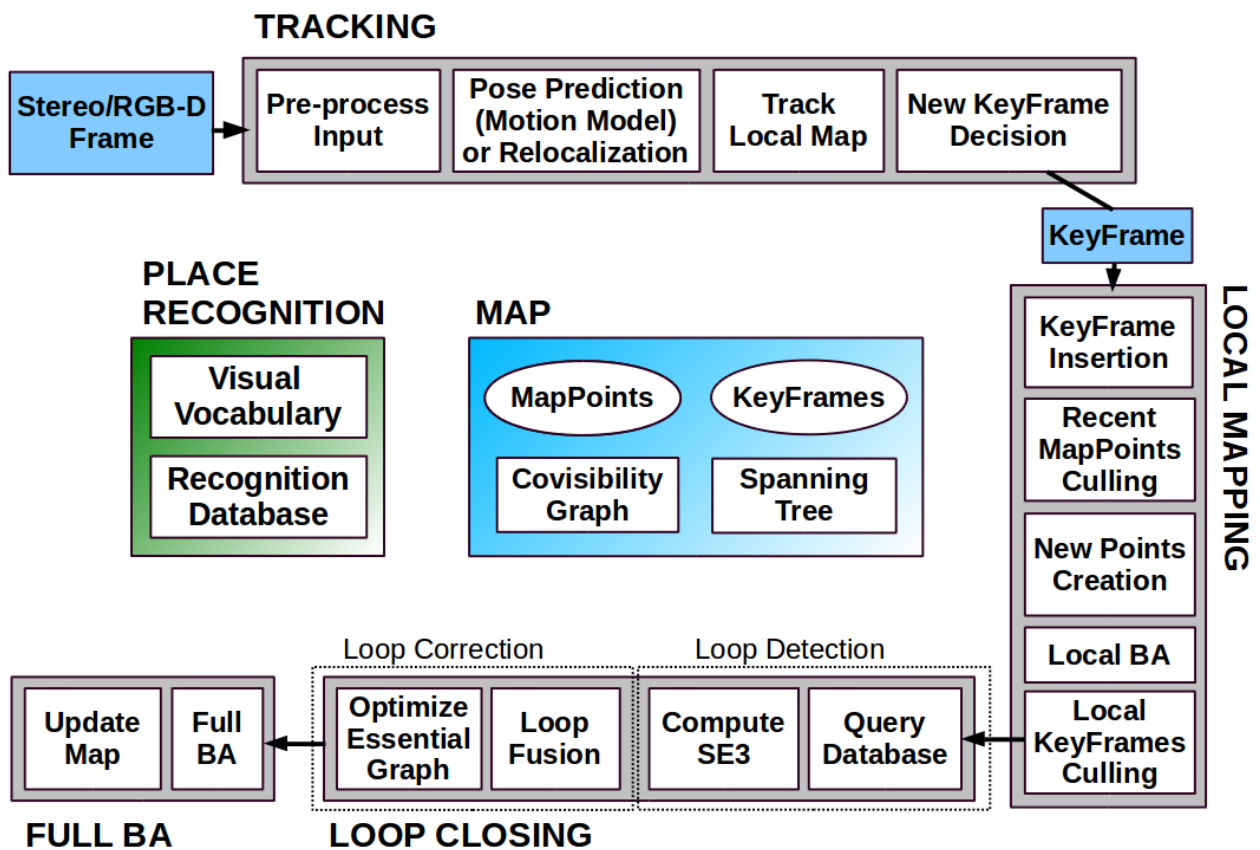 TRACKING
Stereo/RGB-D
Frame
Pre-process
Input
Pose Prediction
(Motion Model)
or Relocalization
Track
Local Map
New KeyFrame
Decision
KeyFrame
PLACE
RECOGNITION
Visual
Vocabulary
Recognition
Database
MAP
MapPoints
KeyFrames
Covisibility
Graph
Spanning
Tree
LOCAL MAPPING
KeyFrame
Insertion
Recent
MapPoints
Culling
New Points
Creation
Local BA
Local
KeyFrames
Culling
Loop Correction
Loop Detection
Optimize
Essential
Graph
Loop
Fusion
Compute
SE3
Query
Database
LOOP CLOSING
Update
Map
Full
BA
FULL BA